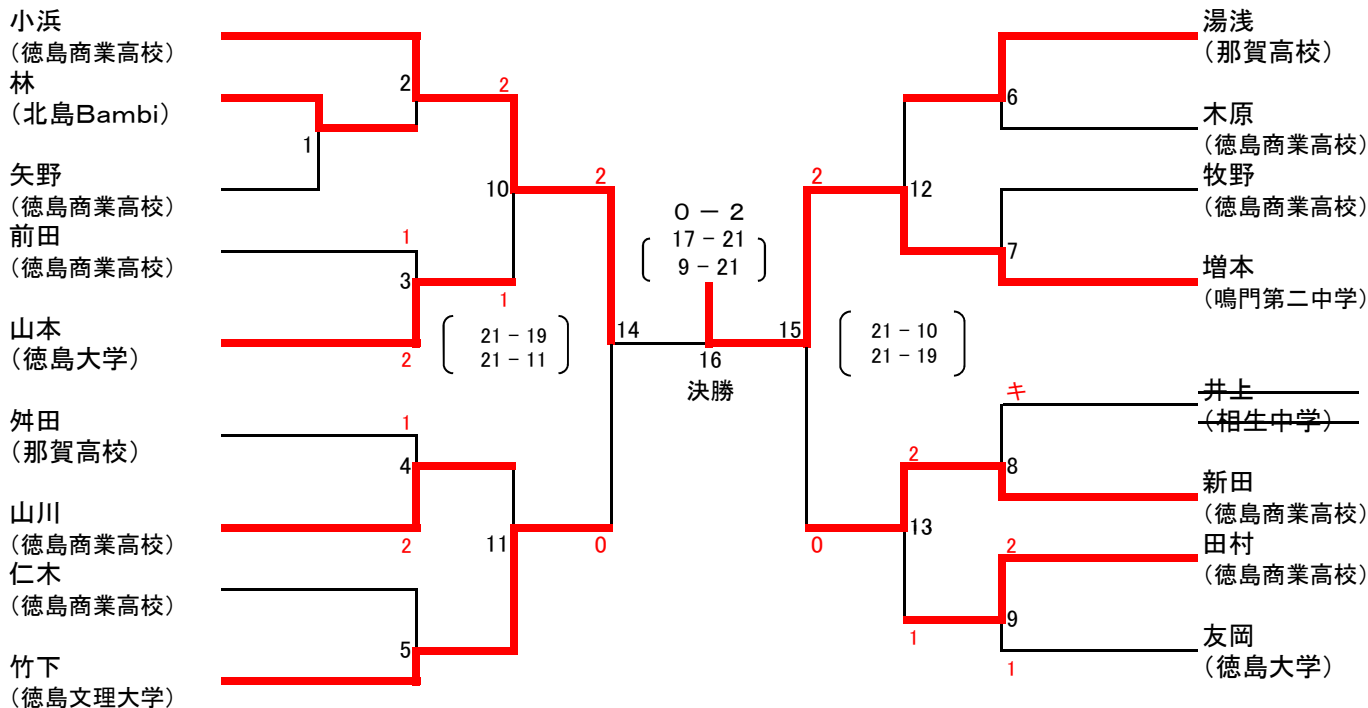 小浜
（徳島商業高校）
林
（北島Bambi）
矢野
（徳島商業高校）
前田
（徳島商業高校）
山本
（徳島大学）
舛田
（那賀高校）
山川
（徳島商業高校）
仁木
（徳島商業高校）
竹下
（徳島文理大学）
1
2
1
3
2
1
4
2
5
2
10
1
21 － 19
21 － 11
11
2
14
0
0 － 2
17 － 21
9 － 21
16
決勝
2
15
0
21 － 10
21 － 19
12
2
13
1
6
7
キ
8
2
9
1
湯浅
（那賀高校）
木原
（徳島商業高校）
牧野
（徳島商業高校）
増本
（鳴門第二中学）
井上
（相生中学）
新田
（徳島商業高校）
田村
（徳島商業高校）
友岡
（徳島大学）